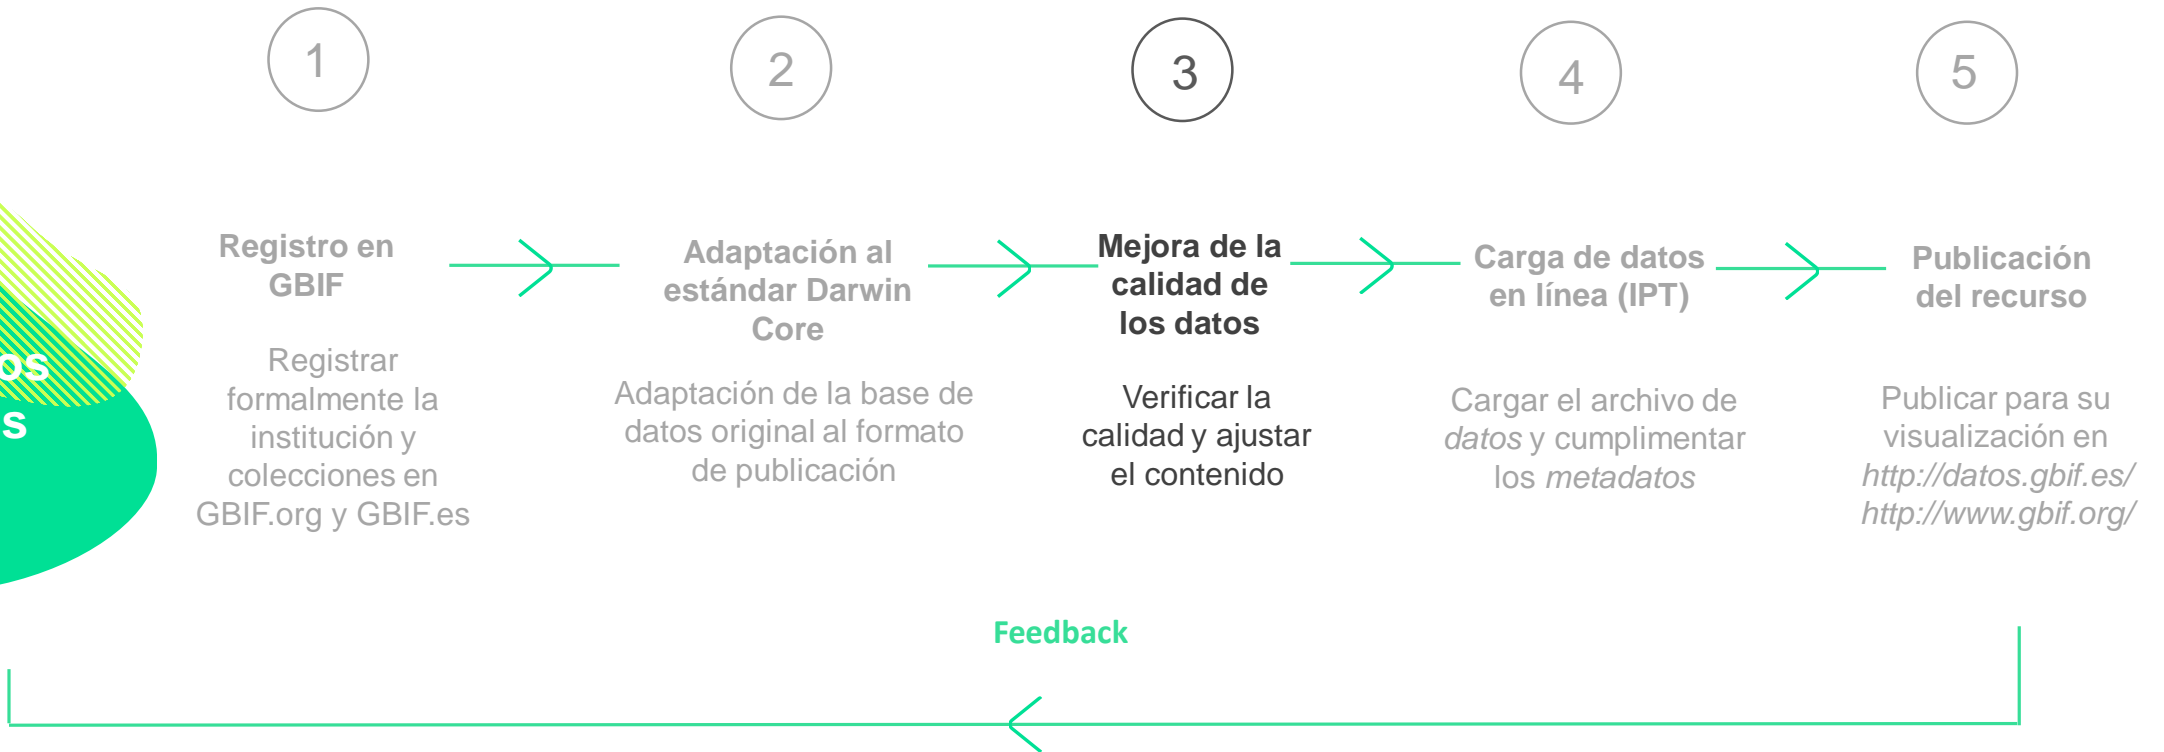 1
2
3
4
5
Registro en
GBIF
Registrar
formalmente la
institución y
colecciones en
GBIF.org y GBIF.es
Adaptación al
estándar Darwin
Core
Adaptación de la base de
datos original al formato
de publicación
Mejora de la
calidad de
los datos
Verificar la
calidad y ajustar
el contenido
Carga de datos
en línea (IPT)
Cargar el archivo de
datos y cumplimentar
los metadatos
Publicación
del recurso
Publicar para su
visualización en
http://datos.gbif.es/
http://www.gbif.org/
Feedback